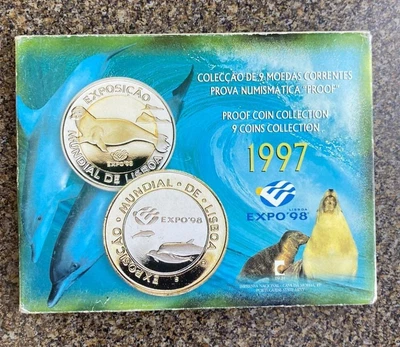 COLECÇÃO DE 9 MOEDAS CORRENTES
PROVA NUMISMÁTICA "PROOF"
PROOF COIN COLLECTION
9 COINS COLLECTION
1997
LISBOA
EXPO'98
EXPOSIÇÃO
MUNDIAL DE LISBOA
EXPO'98
EXPOSIÇÃO · MUNDIAL · DE · LISBOA
EXPO'98